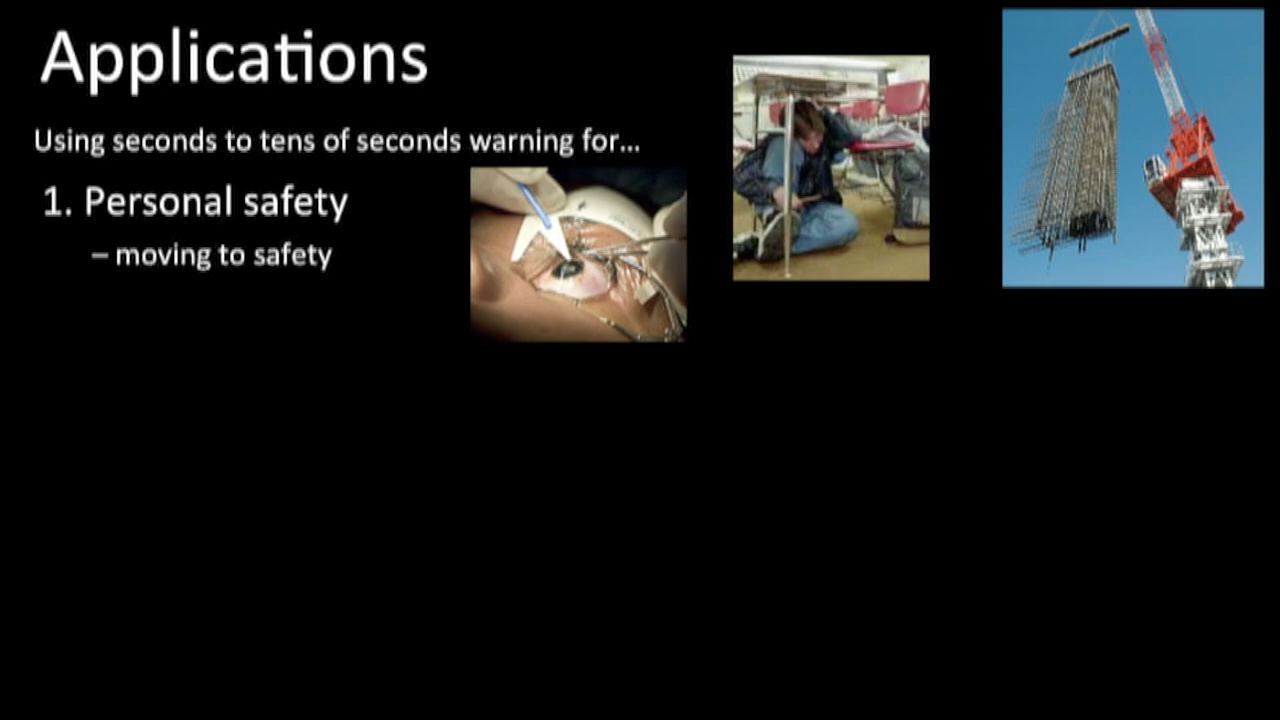 Applications
Using seconds to tens of seconds warning for...
1. Personal safety
– moving to safety